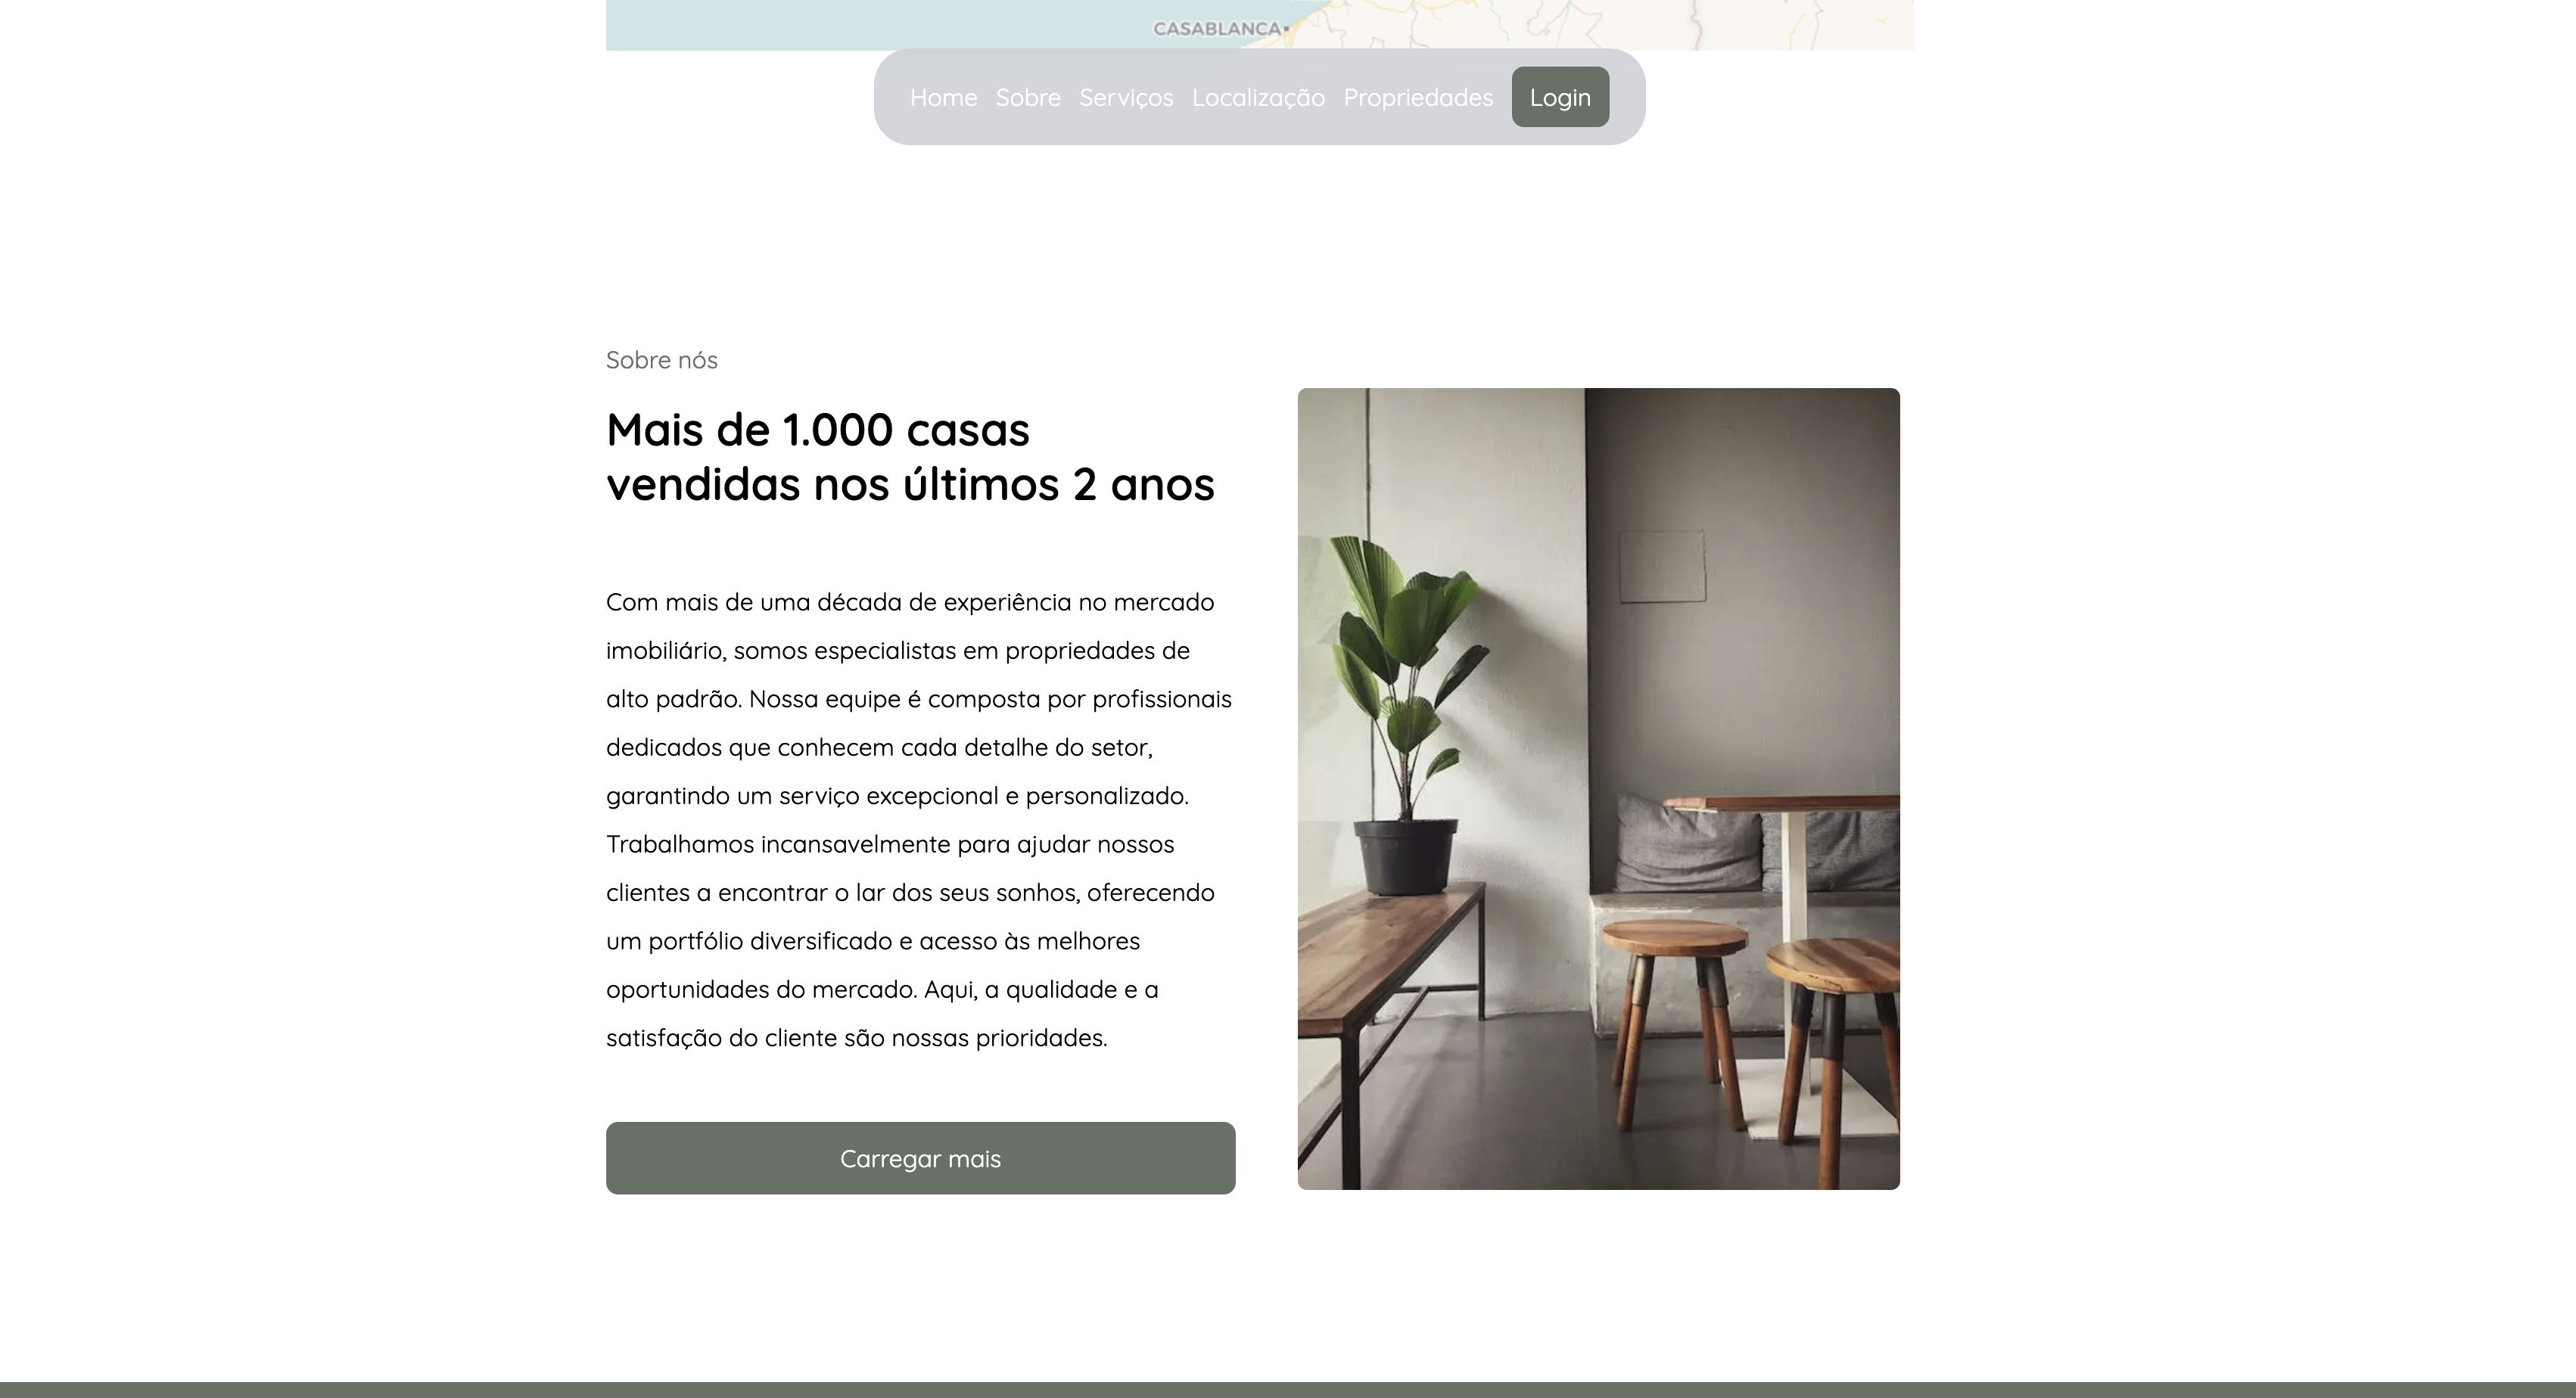 CASABLANCA
Home Sobre Serviços Localização Propriedades Login
Sobre nós
Mais de 1.000 casas
vendidas nos últimos 2 anos
Com mais de uma década de experiência no mercado
imobiliário, somos especialistas em propriedades de
alto padrão. Nossa equipe é composta por profissionais
dedicados que conhecem cada detalhe do setor,
garantindo um serviço excepcional e personalizado.
Trabalhamos incansavelmente para ajudar nossos
clientes a encontrar o lar dos seus sonhos, oferecendo
um portfólio diversificado e acesso às melhores
oportunidades do mercado. Aqui, a qualidade e a
satisfação do cliente são nossas prioridades.
Carregar mais